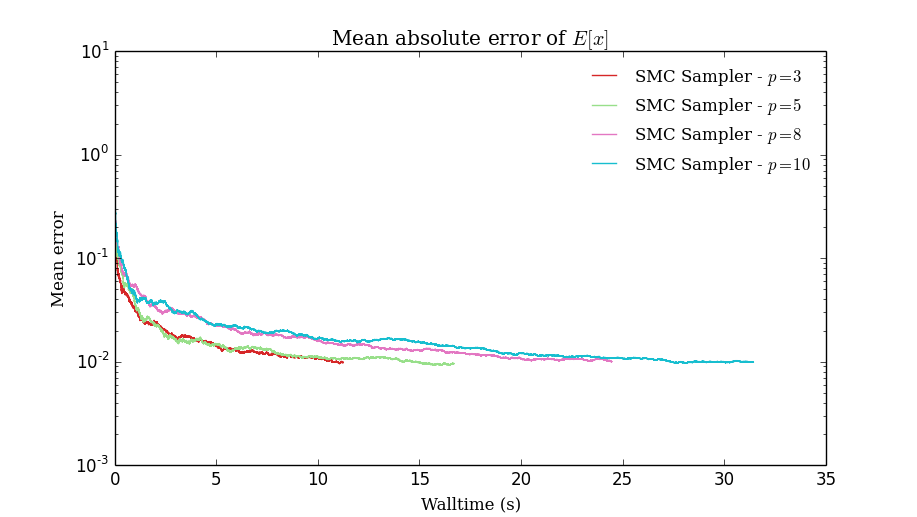 Mean absolute error of E[x]
10^1
10^0
10^-1
10^-2
10^-3
Mean error
SMC Sampler - p=3
SMC Sampler - p=5
SMC Sampler - p=8
SMC Sampler - p=10
0 5 10 15 20 25 30 35
Walltime (s)